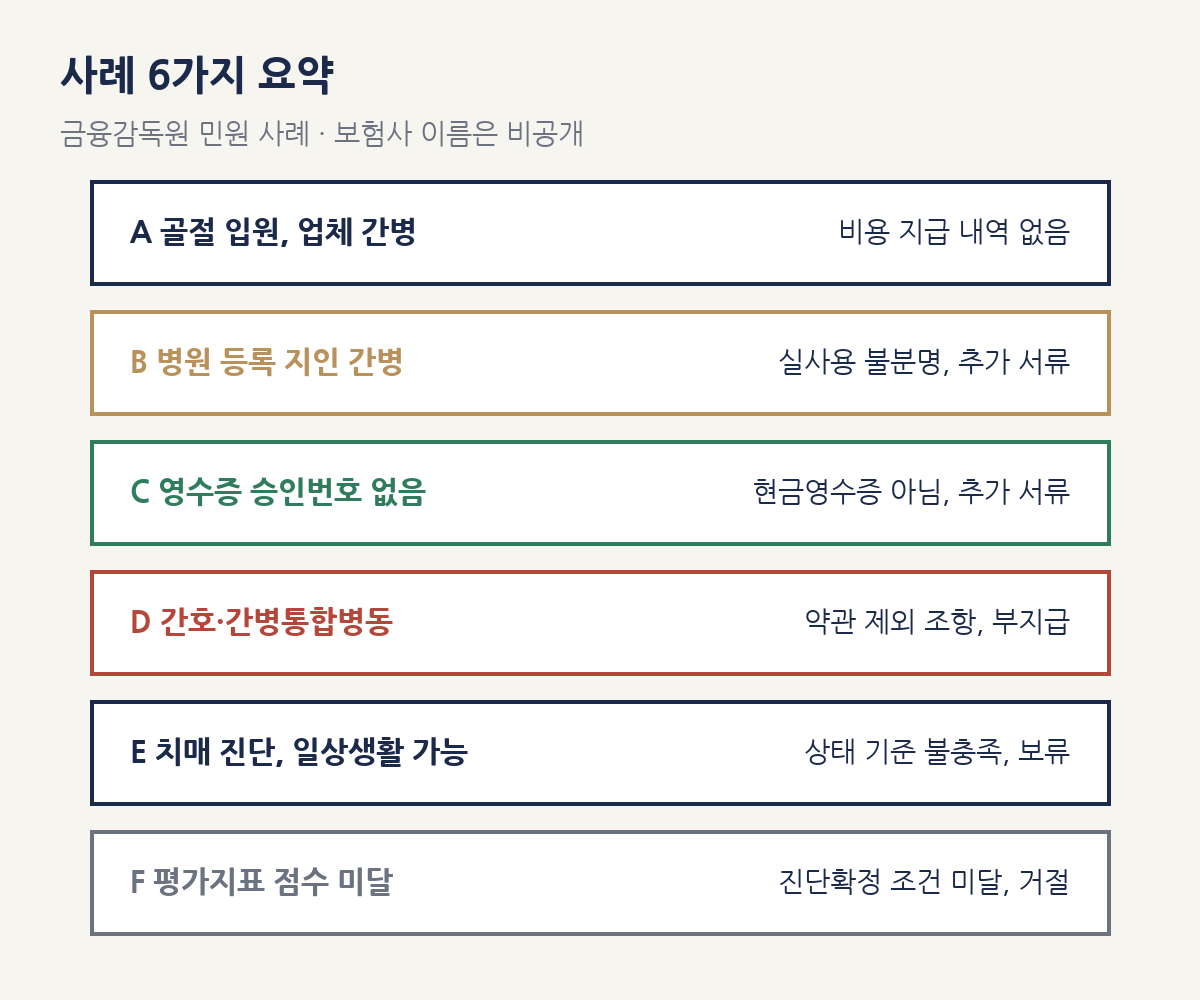 사례 6가지 요약
금융감독원 민원 사례 · 보험사 이름은 비공개
A 골절 입원, 업체 간병 비용 지급 내역 없음
B 병원 등록 지인 간병 실사용 불분명, 추가 서류
C 영수증 승인번호 없음 현금영수증 아님, 추가 서류
D 간호·간병통합병동 약관 제외 조항, 부지급
E 치매 진단, 일상생활 가능 상태 기준 불충족, 보류
F 평가지표 점수 미달 진단확정 조건 미달, 거절